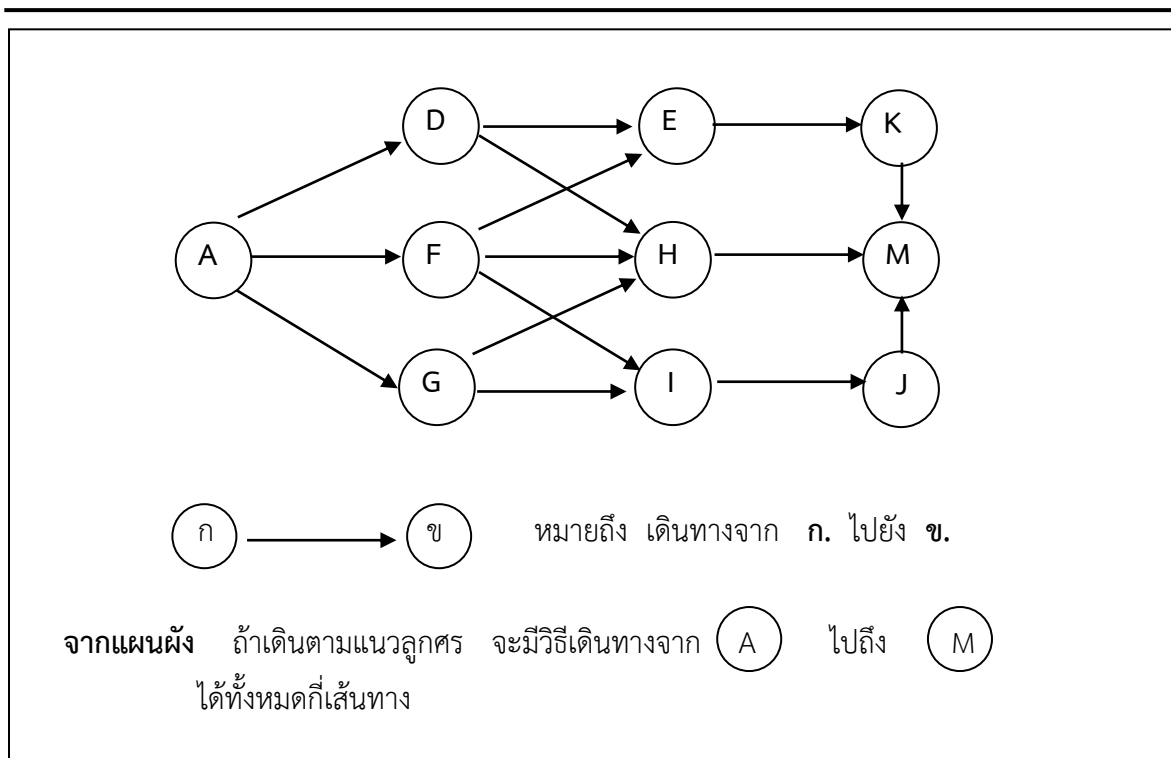 D E K
A F H M
G I J
ก ข หมายถึง เดินทางจาก ก. ไปยัง ข.
จากแผนผัง ถ้าเดินตามแนวลูกศร จะมีวิธีเดินทางจาก A ไปถึง M
ได้ทั้งหมดกี่เส้นทาง